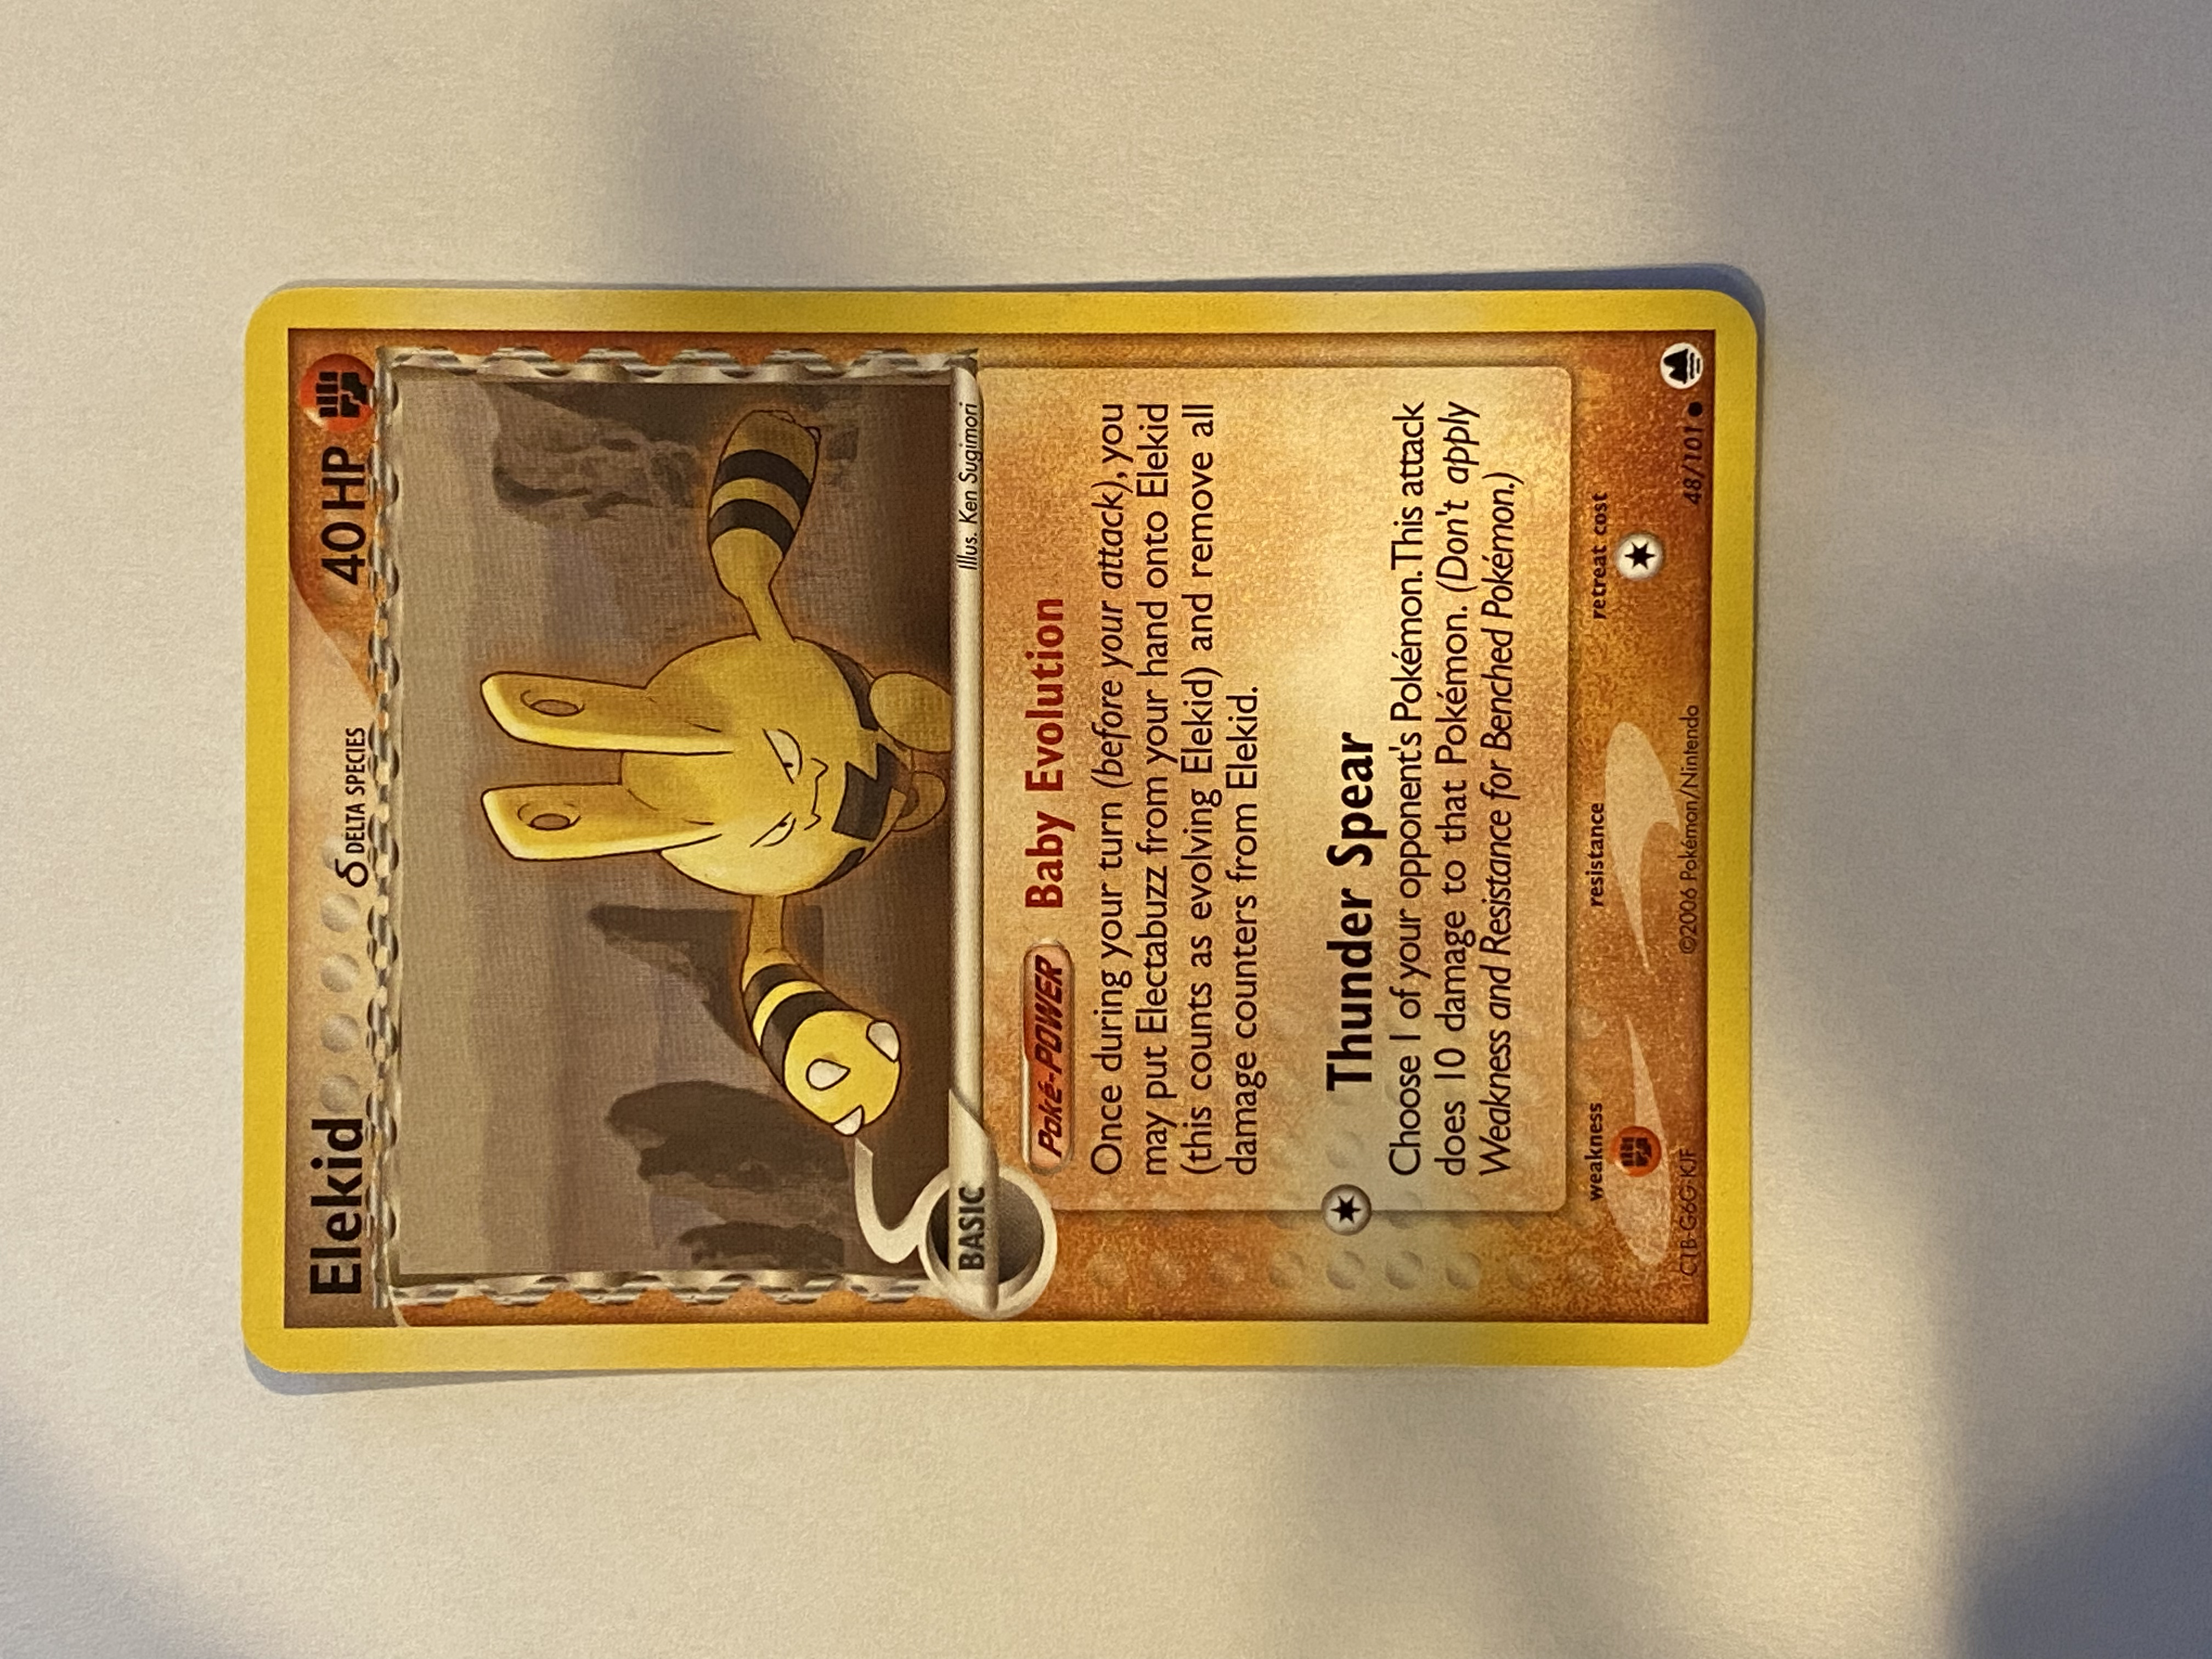 Elekid δ DELTA SPECIES 40 HP
BASIC
Illus. Ken Sugimori
Poké-POWER Baby Evolution
Once during your turn (before your attack), you
may put Electabuzz from your hand onto Elekid
(this counts as evolving Elekid) and remove all
damage counters from Elekid.
Thunder Spear
Choose 1 of your opponent's Pokémon.This attack
does 10 damage to that Pokémon. (Don't apply
Weakness and Resistance for Benched Pokémon.)
weakness resistance retreat cost
C1B-G6G-KJF ©2006 Pokémon/Nintendo 48/101